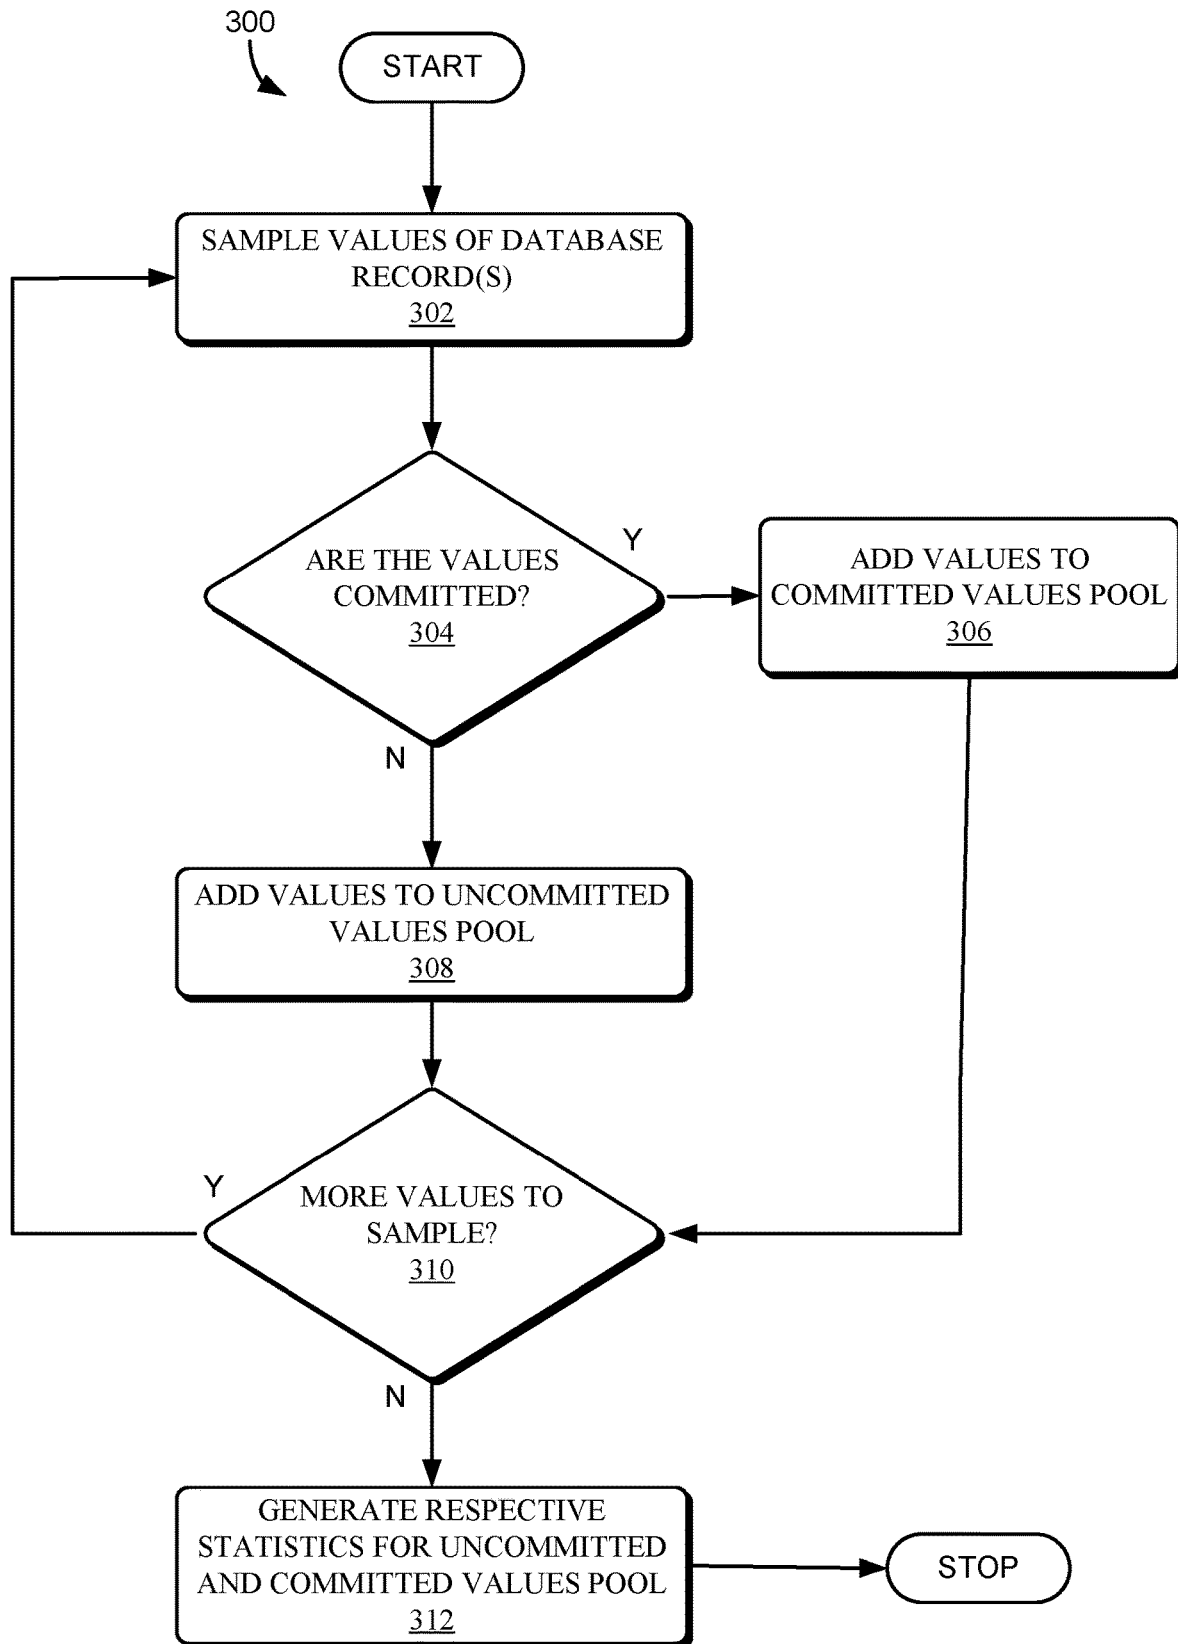 300
START
SAMPLE VALUES OF DATABASE
RECORD(S)
302
ARE THE VALUES
COMMITTED?
304
Y
ADD VALUES TO
COMMITTED VALUES POOL
306
N
ADD VALUES TO UNCOMMITTED
VALUES POOL
308
Y
MORE VALUES TO
SAMPLE?
310
N
GENERATE RESPECTIVE
STATISTICS FOR UNCOMMITTED
AND COMMITTED VALUES POOL
312
STOP